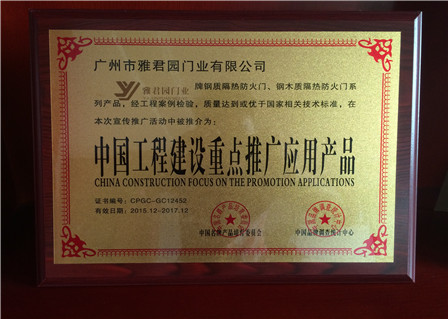 广州市雅君园门业有限公司
雅君园门业 牌钢质隔热防火门，钢木质隔热防火门系
列产品，经工程案例检验，质量达到或优于国家相关技术标准，在
本次宣传推广活动中被推介为：
中国工程建设重点推广应用产品
CHINA CONSTRUCTION FOCUS ON THE PROMOTION APPLICATIONS
证书编号：CPGC-GC12452
有效日期：2015.12-2017.12
中国名牌产品培育委员会 中国品牌调查统计中心